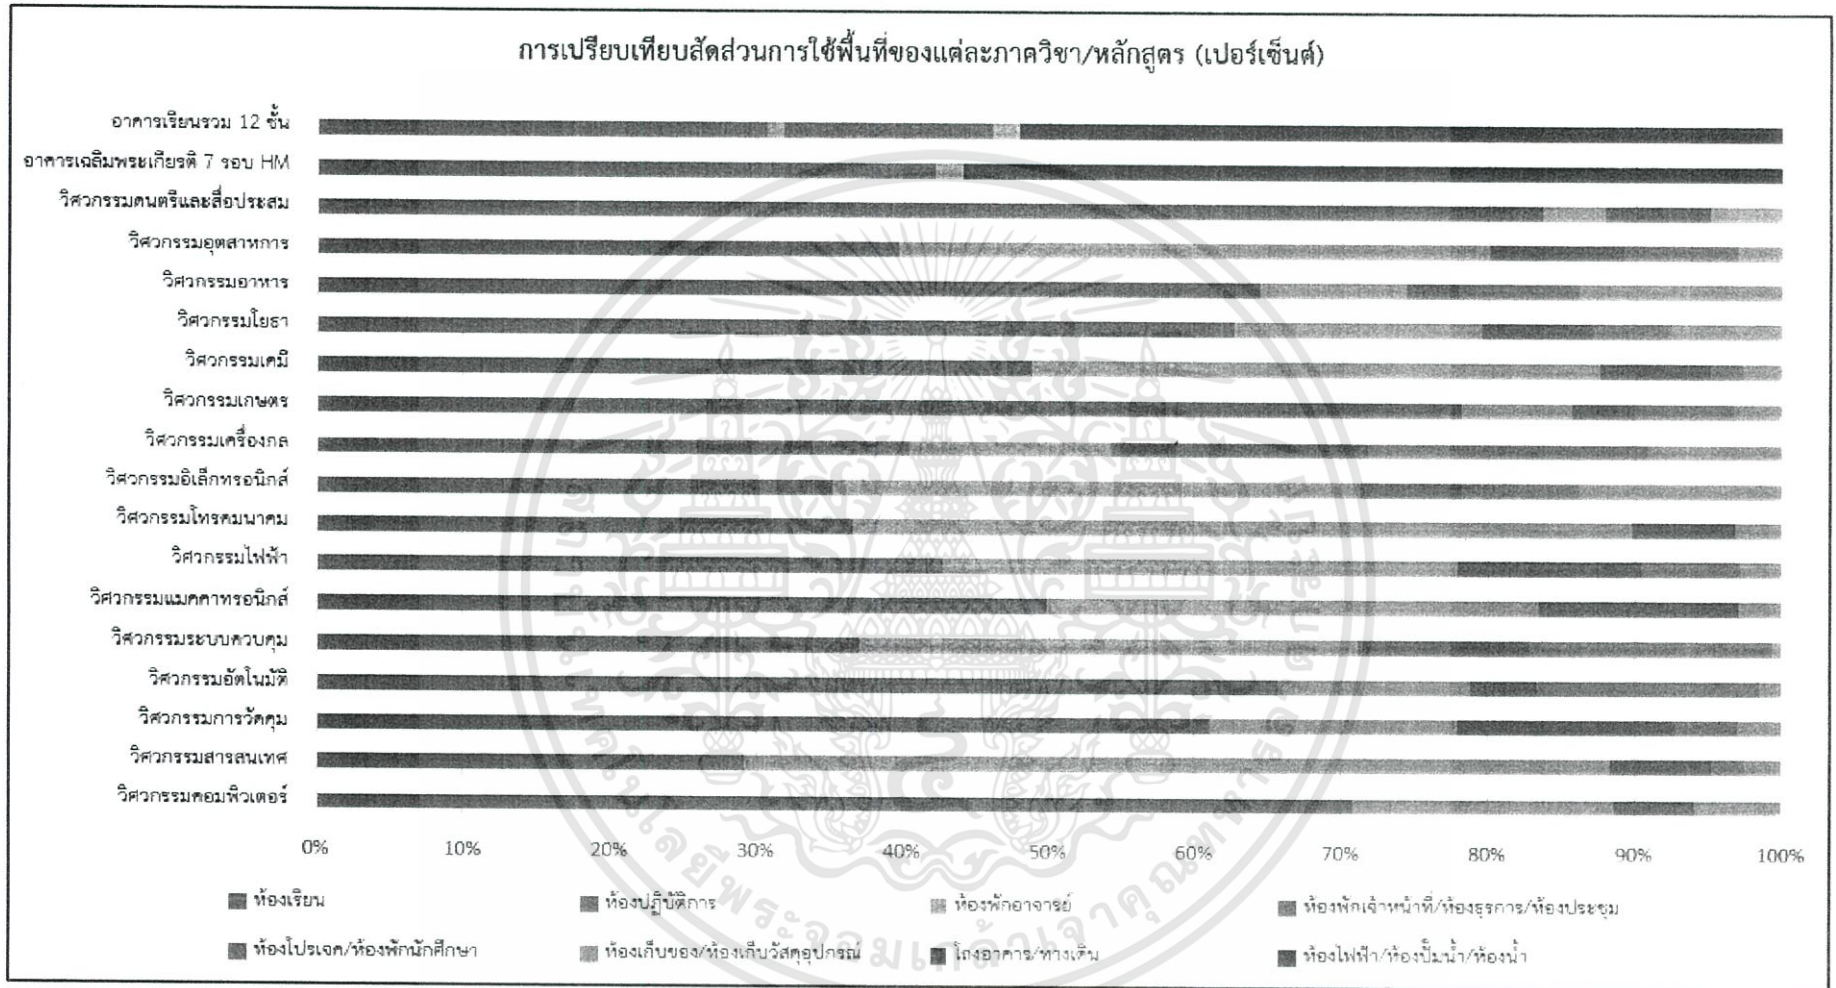 การเปรียบเทียบสัดส่วนการใช้พื้นที่ของแต่ละภาควิชา/หลักสูตร (เปอร์เซ็นต์)
อาคารเรียนรวม 12 ชั้น
อาคารเฉลิมพระเกียรติ 7 รอบ HM
วิศวกรรมดนตรีและสื่อประสม
วิศวกรรมอุตสาหการ
วิศวกรรมอาหาร
วิศวกรรมโยธา
วิศวกรรมเคมี
วิศวกรรมเกษตร
วิศวกรรมเครื่องกล
วิศวกรรมอิเล็กทรอนิกส์
วิศวกรรมโทรคมนาคม
วิศวกรรมไฟฟ้า
วิศวกรรมแมคคาทรอนิกส์
วิศวกรรมระบบควบคุม
วิศวกรรมอัตโนมัติ
วิศวกรรมการวัดคุม
วิศวกรรมสารสนเทศ
วิศวกรรมคอมพิวเตอร์
0% 10% 20% 30% 40% 50% 60% 70% 80% 90% 100%
ห้องเรียน ห้องปฏิบัติการ ห้องพักอาจารย์ ห้องพักเจ้าหน้าที่/ห้องธุรการ/ห้องประชุม
ห้องโปรเจค/ห้องพักนักศึกษา ห้องเก็บของ/ห้องเก็บวัสดุอุปกรณ์ โถงอาคาร/ทางเดิน ห้องไฟฟ้า/ห้องปั๊มน้ำ/ห้องน้ำ
พระจอมเกล้าเจ้าคุณทหาร